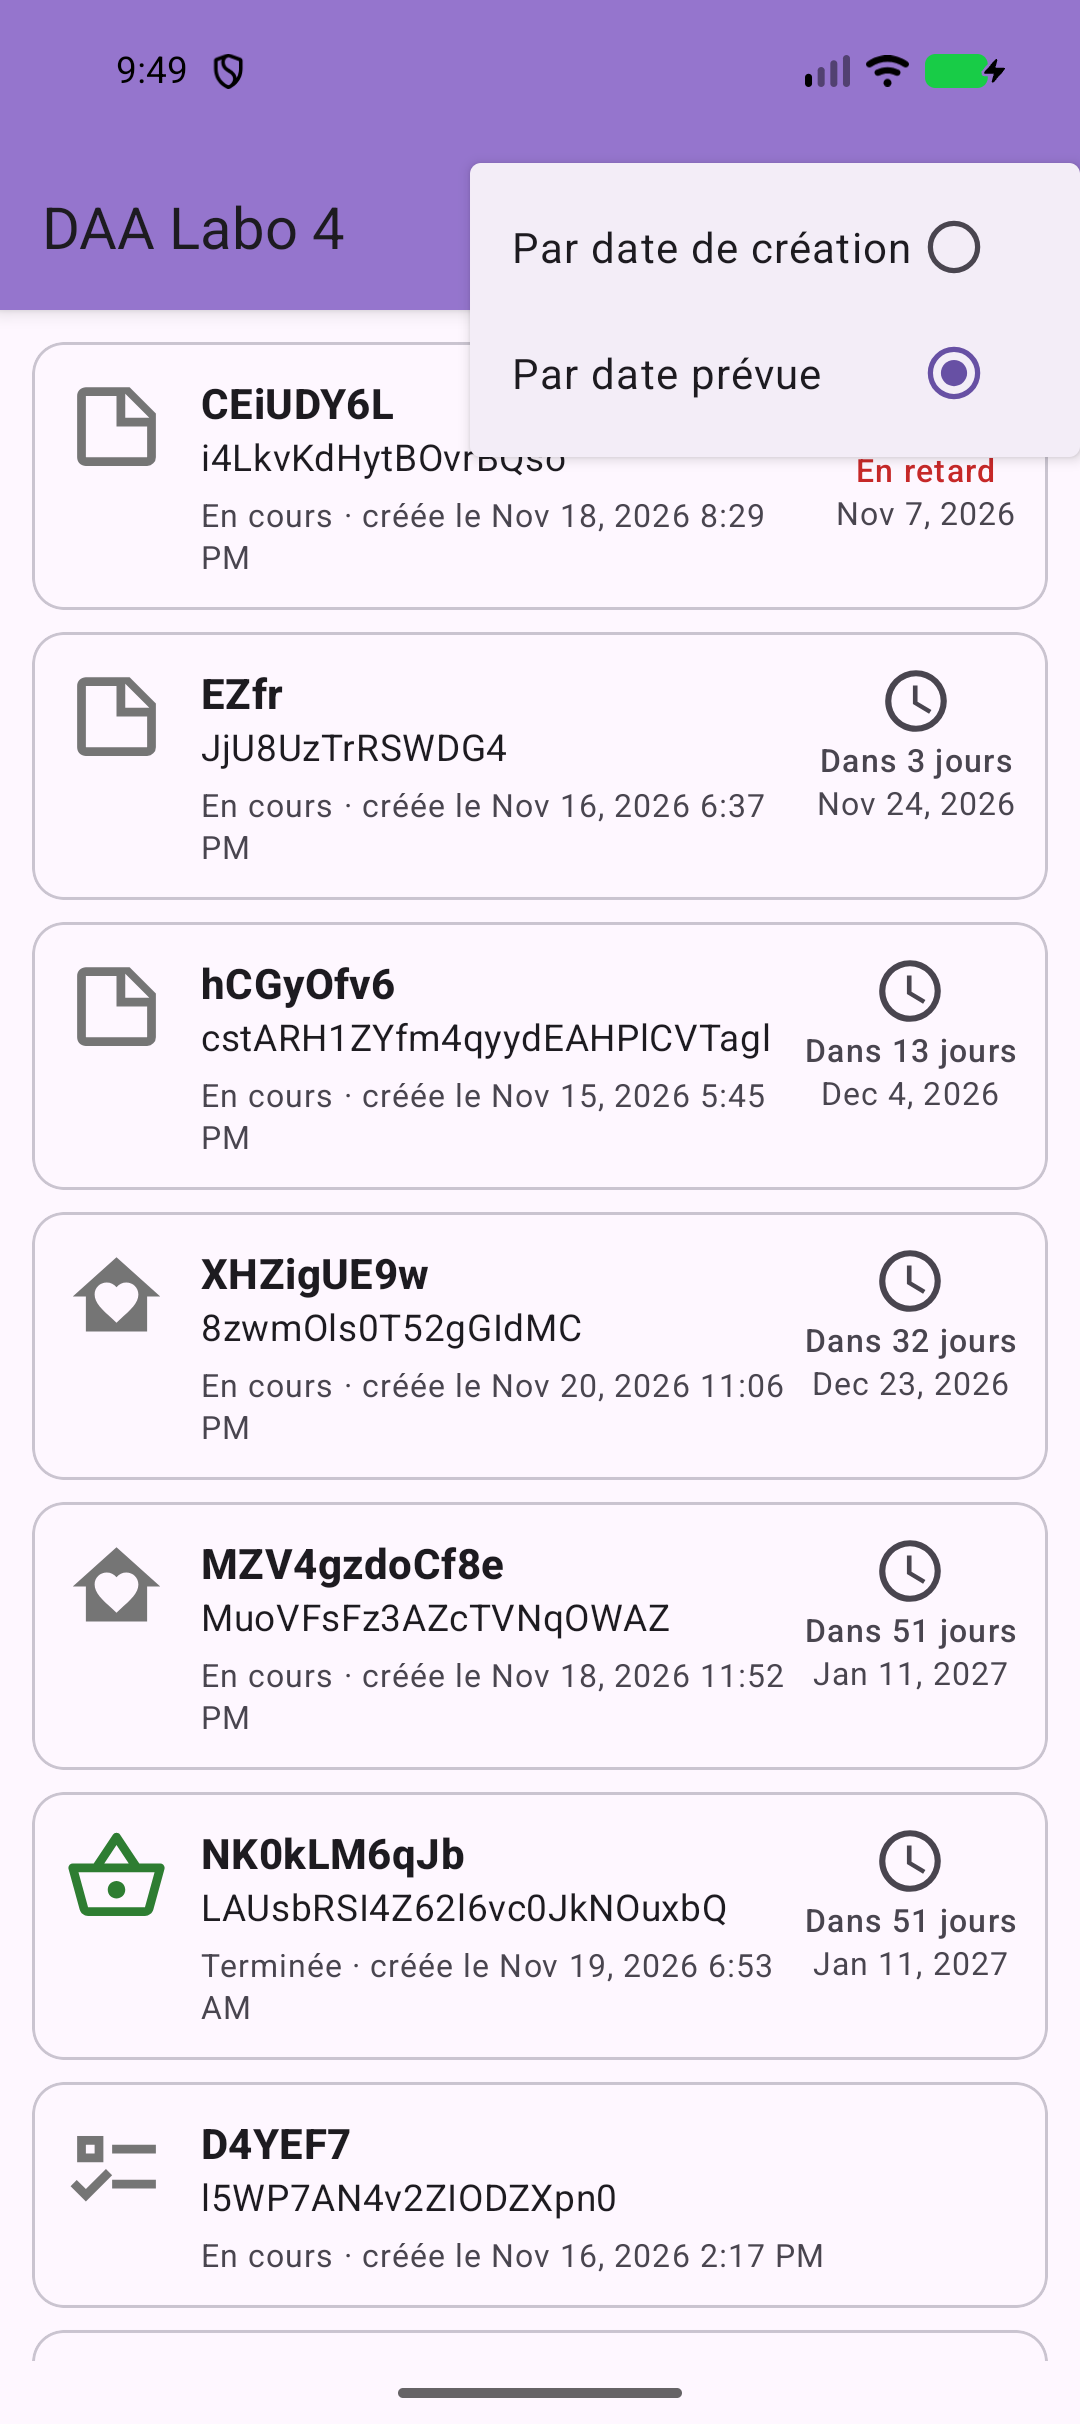 9:49
DAA Labo 4
Par date de création
Par date prévue
CEiUDY6L
En retard
Nov 7, 2026
En cours · créée le Nov 18, 2026 8:29
PM
EZfr
JjU8UzTrRSWDG4
En cours · créée le Nov 16, 2026 6:37
PM
Dans 3 jours
Nov 24, 2026
hCGyOfv6
cstARH1ZYfm4qyydEAHPlCVTagl
En cours · créée le Nov 15, 2026 5:45
PM
Dans 13 jours
Dec 4, 2026
XHZigUE9w
8zwmOls0T52gGIdMC
En cours · créée le Nov 20, 2026 11:06
PM
Dans 32 jours
Dec 23, 2026
MZV4gzdoCf8e
MuoVFsFz3AZcTVNqOWAZ
En cours · créée le Nov 18, 2026 11:52
PM
Dans 51 jours
Jan 11, 2027
NK0kLM6qJb
LAUsbRSI4Z62l6vc0JkNOuxbQ
Terminée · créée le Nov 19, 2026 6:53
AM
Dans 51 jours
Jan 11, 2027
D4YEF7
l5WP7AN4v2ZIODZXpn0
En cours · créée le Nov 16, 2026 2:17 PM